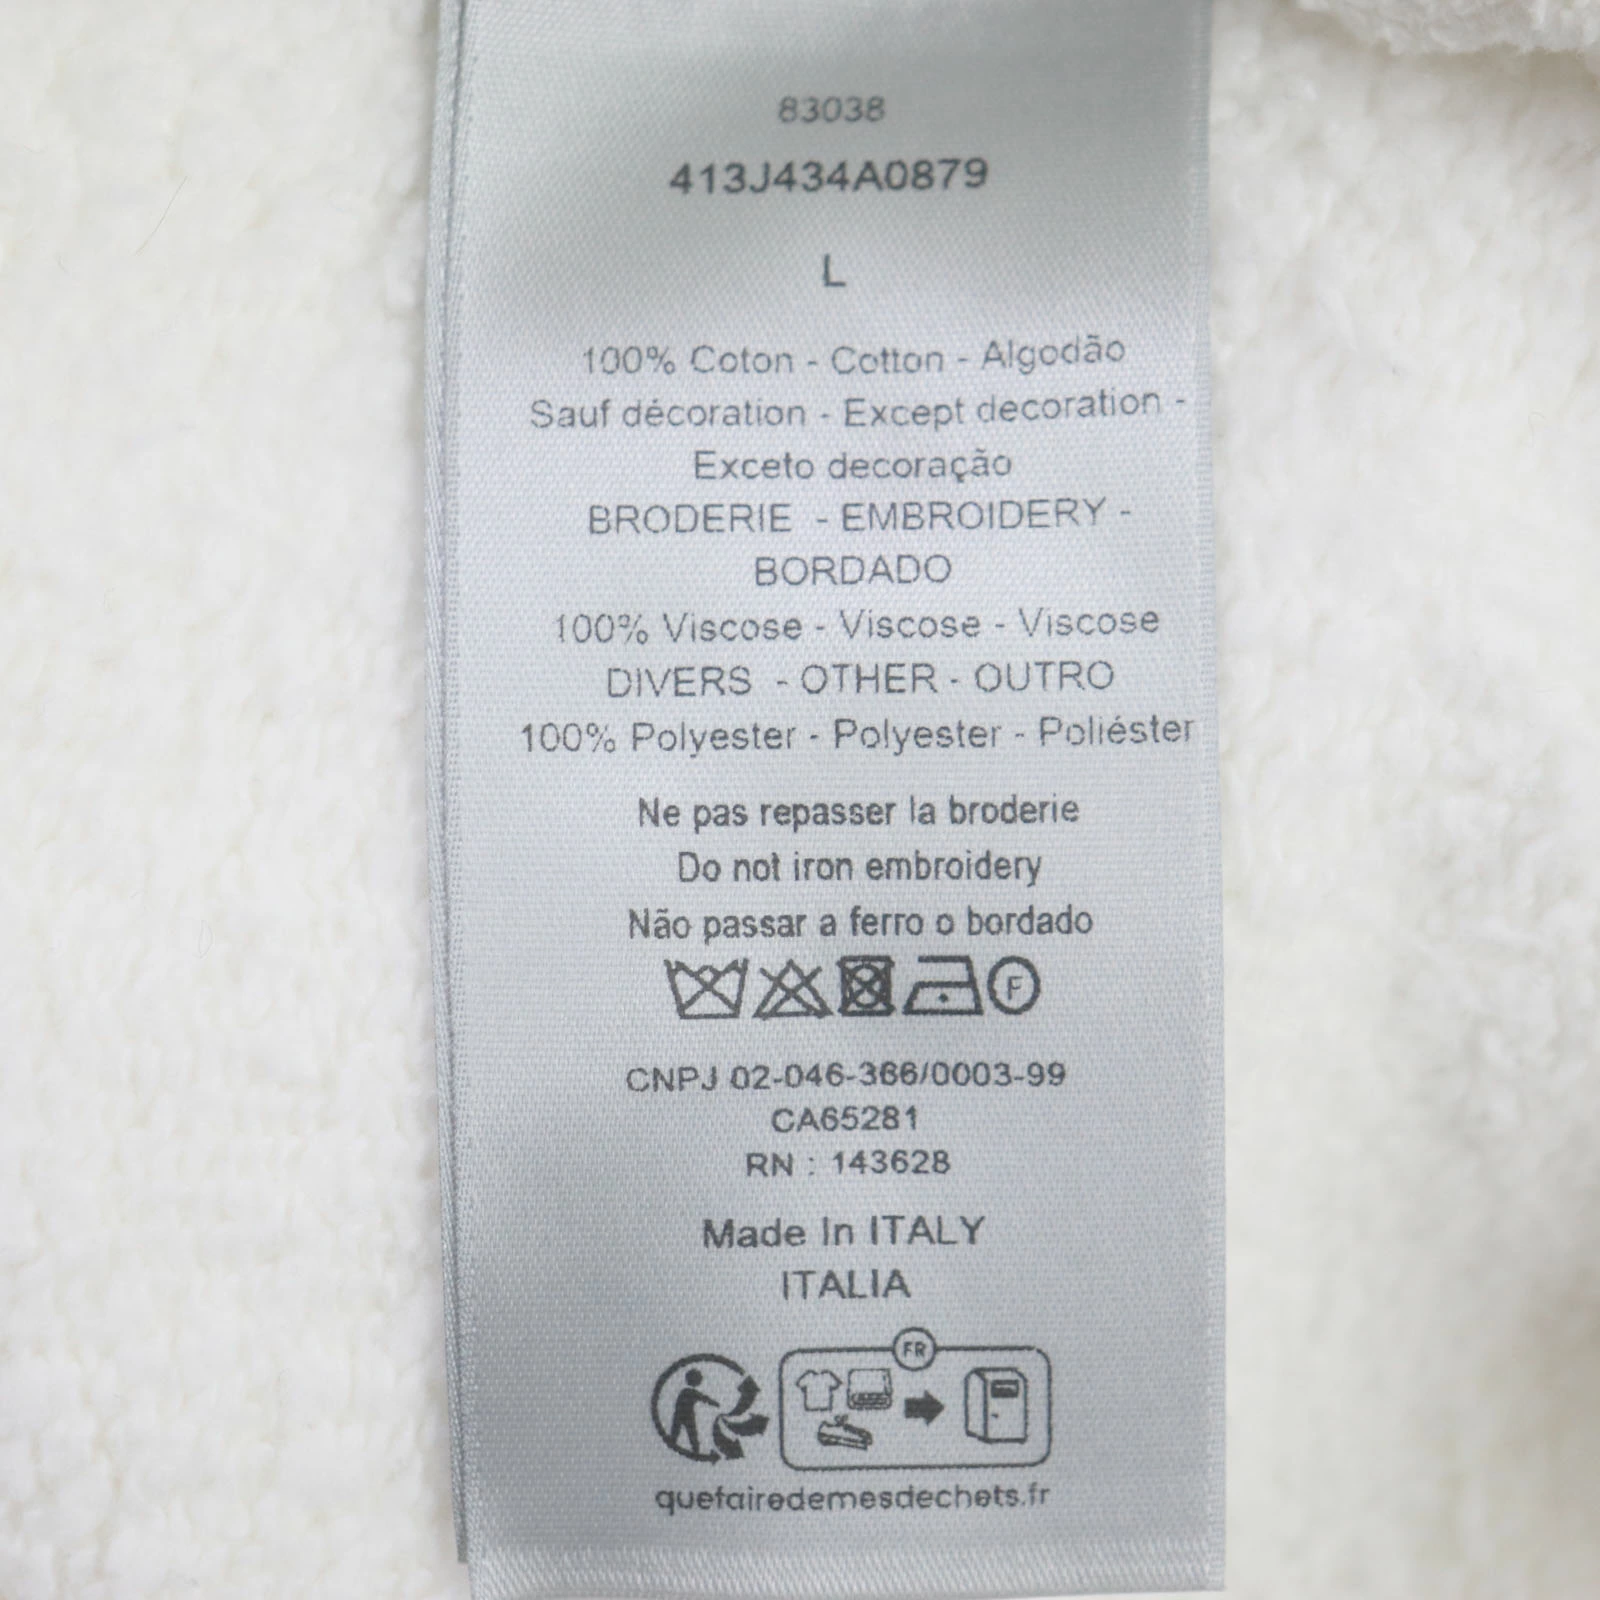 83038
413J434A0879
L
100% Coton - Cotton - Algodão
Sauf décoration - Except decoration -
Exceto decoração
BRODERIE - EMBROIDERY -
BORDADO
100% Viscose - Viscose - Viscose
DIVERS - OTHER - OUTRO
100% Polyester - Polyester - Poliéster
Ne pas repasser la broderie
Do not iron embroidery
Não passar a ferro o bordado
F
CNPJ 02-046-366/0003-99
CA65281
RN : 143628
Made In ITALY
ITALIA
FR
quefairedemesdechets.fr